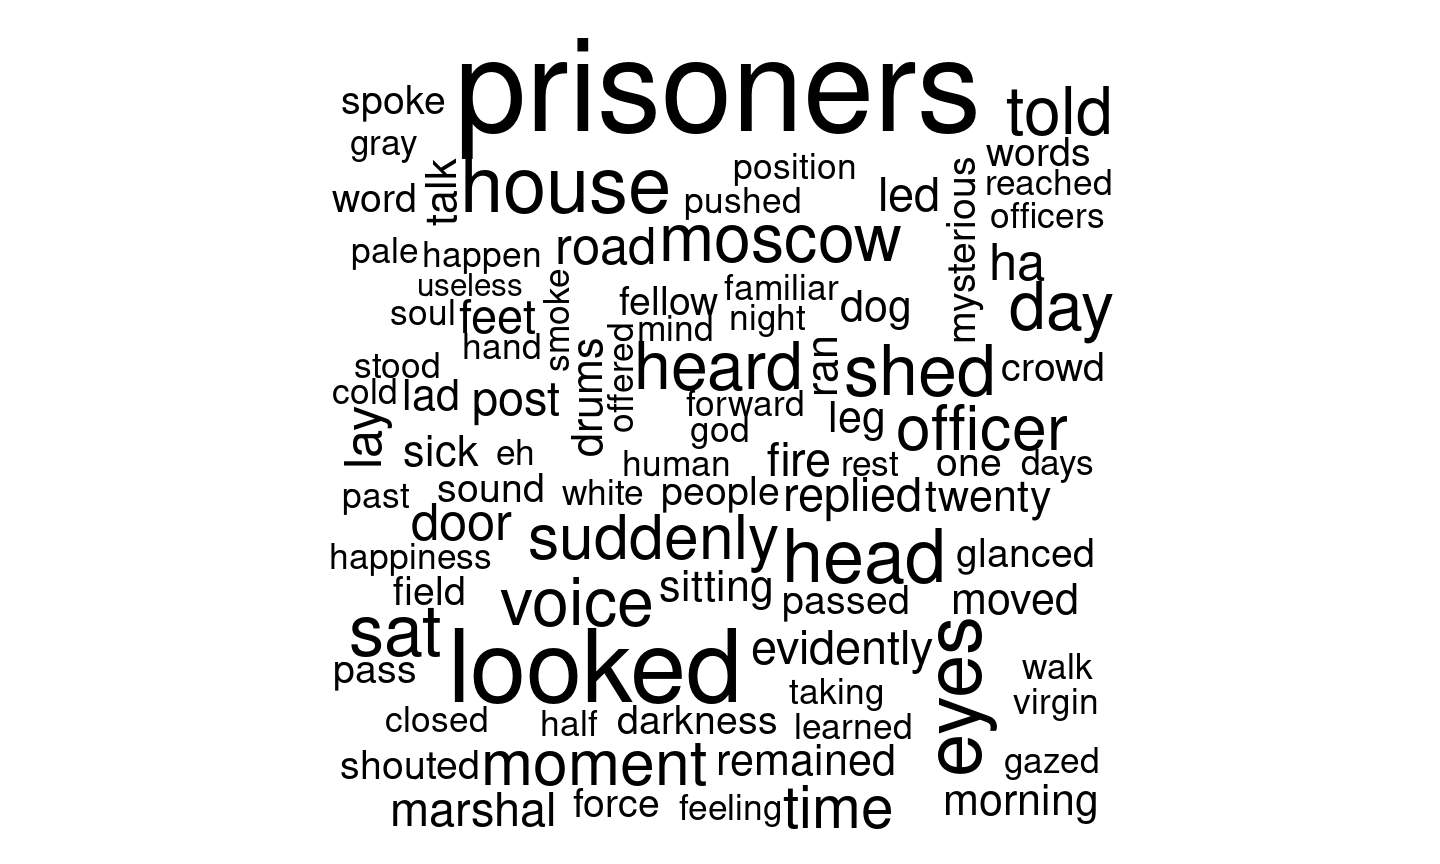 prisoners
spoke
told
gray
words
talk
house
position
mysterious
reached
word
pushed
led
officers
pale
happen
road
moscow
ha
useless
smoke
familiar
day
soul
feet
fellow
dog
night
mind
hand
offered
drums
stood
heard
ran
shed
crowd
cold
lad
post
forward
lay
leg
officer
god
sick
eh
human
fire
rest
one
days
past
sound
white
people
replied
twenty
door
suddenly
head
glanced
happiness
field
voice
sitting
passed
moved
sat
looked
evidently
eyes
pass
walk
taking
virgin
closed
half
darkness
learned
shouted
moment
remained
gazed
marshal
force
feeling
time
morning